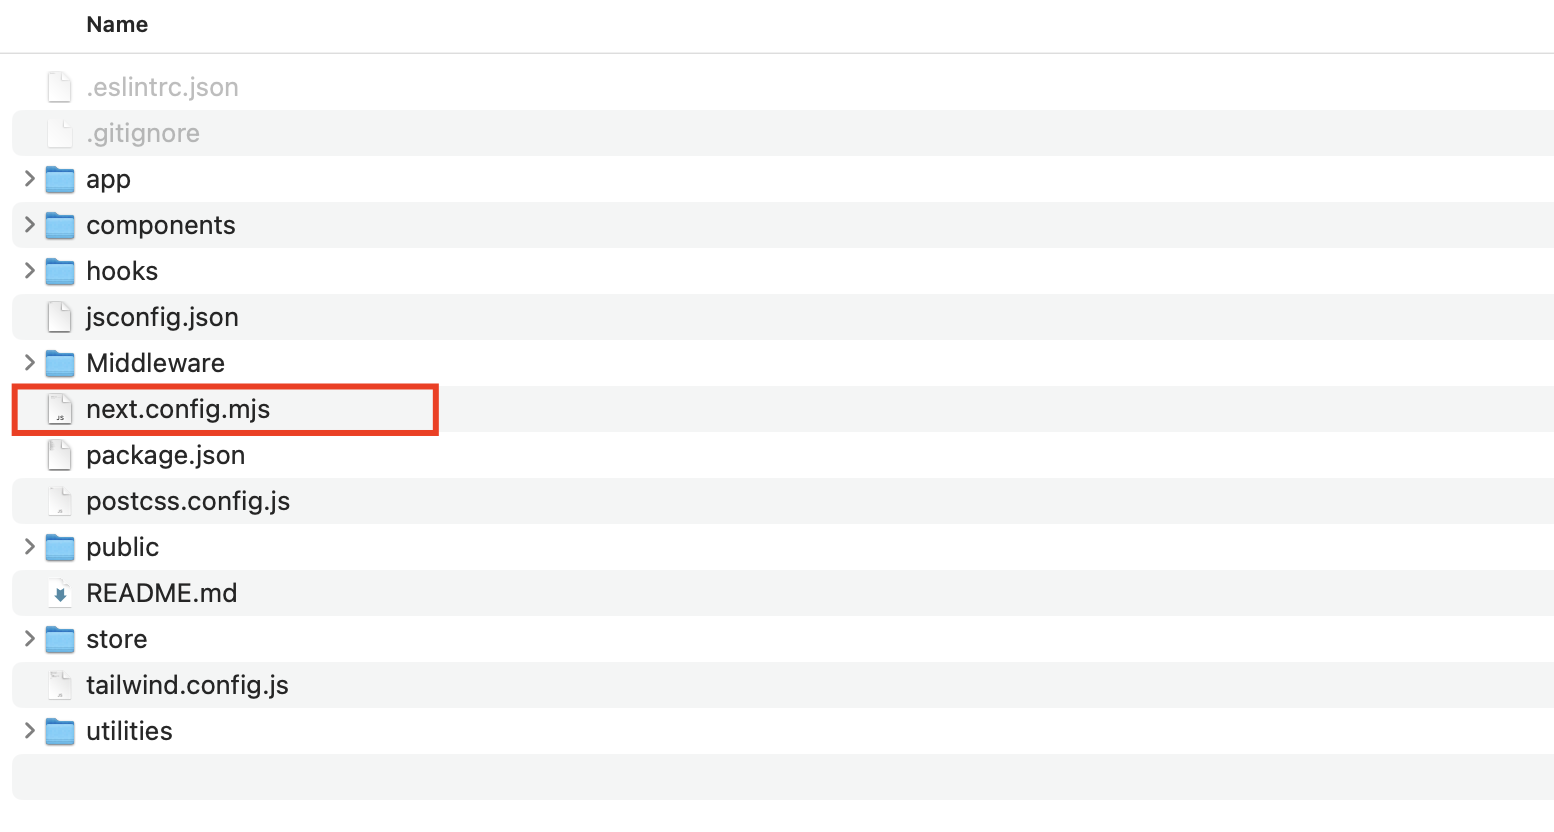 Name
.eslintrc.json
.gitignore
app
components
hooks
jsconfig.json
Middleware
JS
next.config.mjs
package.json
postcss.config.js
public
README.md
store
tailwind.config.js
utilities